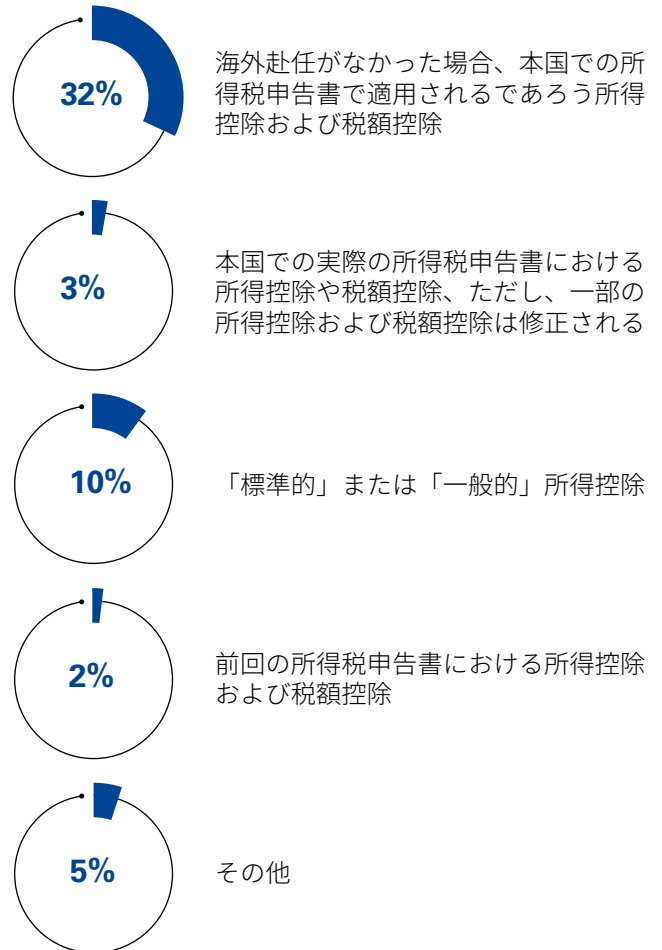 32%
海外赴任がなかった場合、本国での所
得税申告書で適用されるであろう所得
控除および税額控除
3%
本国での実際の所得税申告書における
所得控除や税額控除、ただし、一部の
所得控除および税額控除は修正される
10%
「標準的」または「一般的」所得控除
2%
前回の所得税申告書における所得控除
および税額控除
5%
その他